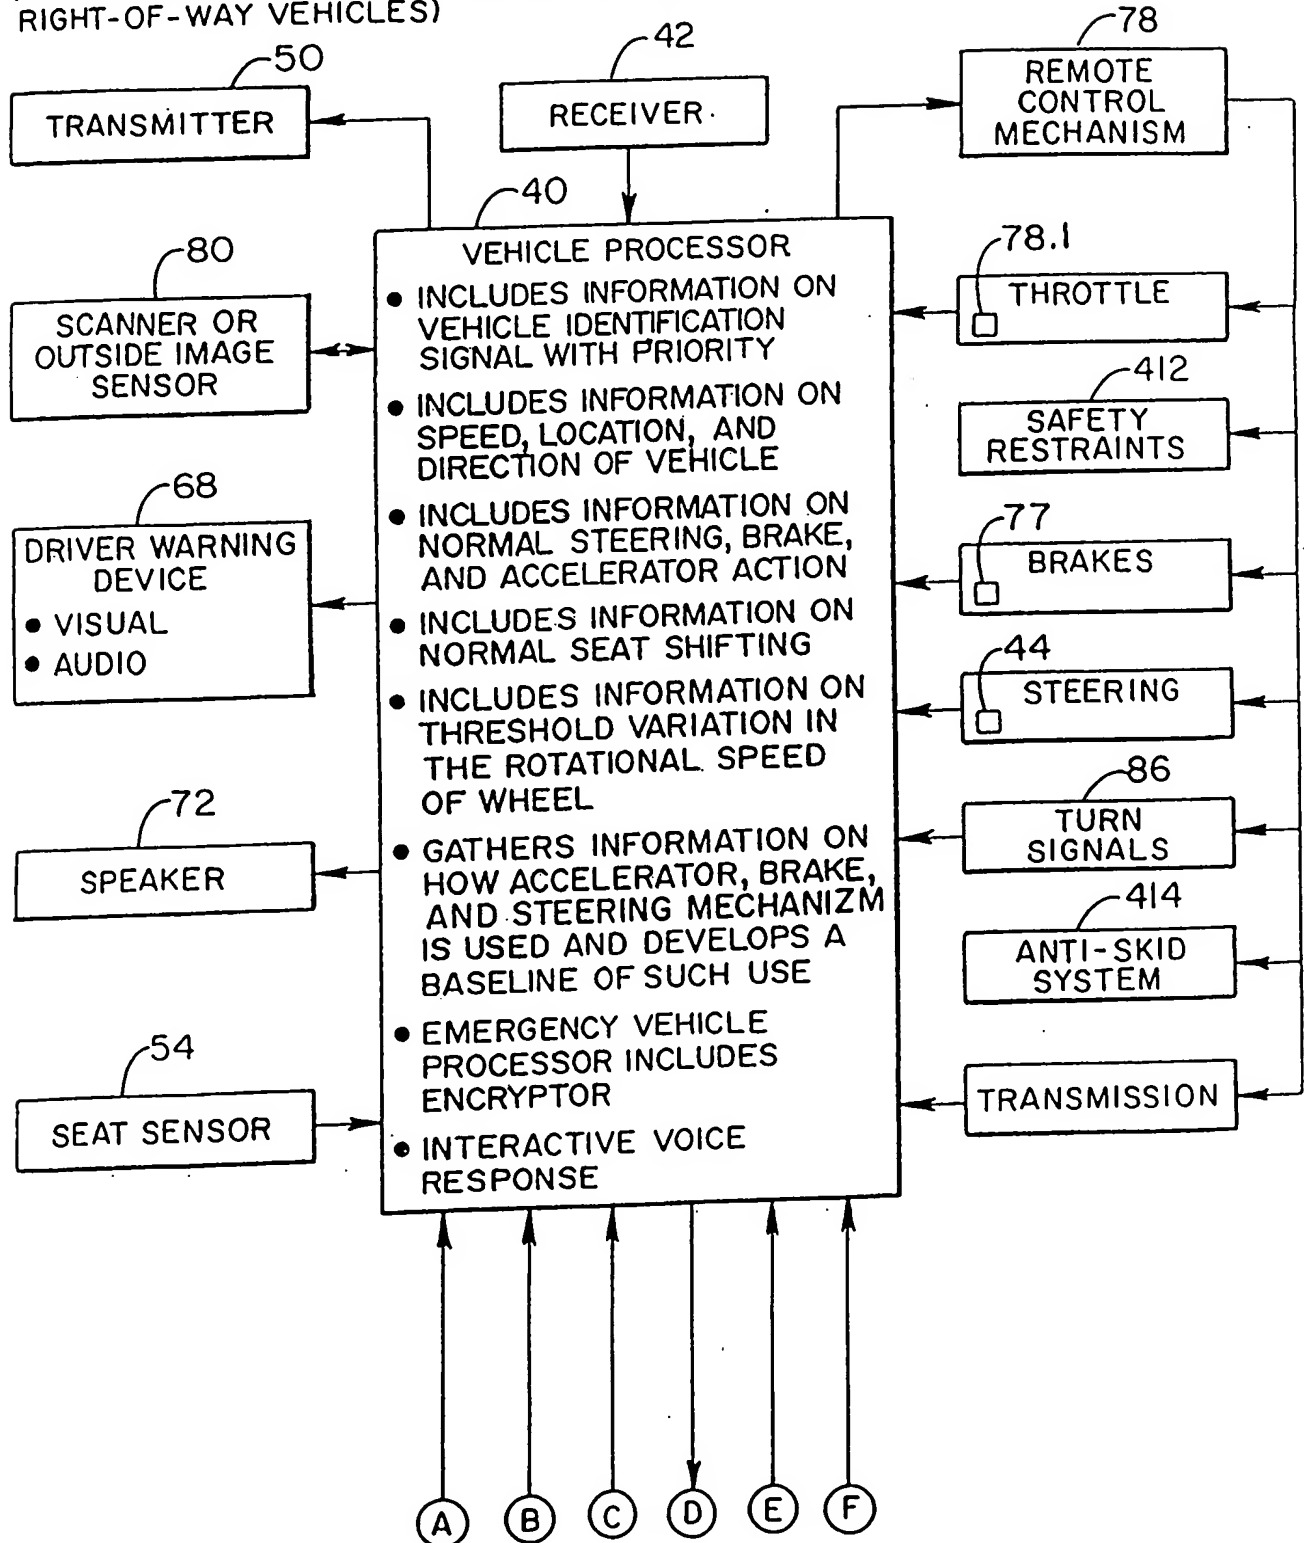 RIGHT-OF-WAY VEHICLES)
50
TRANSMITTER
42
RECEIVER
78
REMOTE
CONTROL
MECHANISM
80
SCANNER OR
OUTSIDE IMAGE
SENSOR
68
DRIVER WARNING
DEVICE
• VISUAL
• AUDIO
72
SPEAKER
54
SEAT SENSOR
40
VEHICLE PROCESSOR
• INCLUDES INFORMATION ON
VEHICLE IDENTIFICATION
SIGNAL WITH PRIORITY
• INCLUDES INFORMATION ON
SPEED, LOCATION, AND
DIRECTION OF VEHICLE
• INCLUDES INFORMATION ON
NORMAL STEERING, BRAKE,
AND ACCELERATOR ACTION
• INCLUDES INFORMATION ON
NORMAL SEAT SHIFTING
• INCLUDES INFORMATION ON
THRESHOLD VARIATION IN
THE ROTATIONAL SPEED
OF WHEEL
• GATHERS INFORMATION ON
HOW ACCELERATOR, BRAKE,
AND STEERING MECHANIZM
IS USED AND DEVELOPS A
BASELINE OF SUCH USE
• EMERGENCY VEHICLE
PROCESSOR INCLUDES
ENCRYPTOR
• INTERACTIVE VOICE
RESPONSE
78.1
THROTTLE
412
SAFETY
RESTRAINTS
77
BRAKES
44
STEERING
86
TURN
SIGNALS
414
ANTI-SKID
SYSTEM
TRANSMISSION
A B C D E F